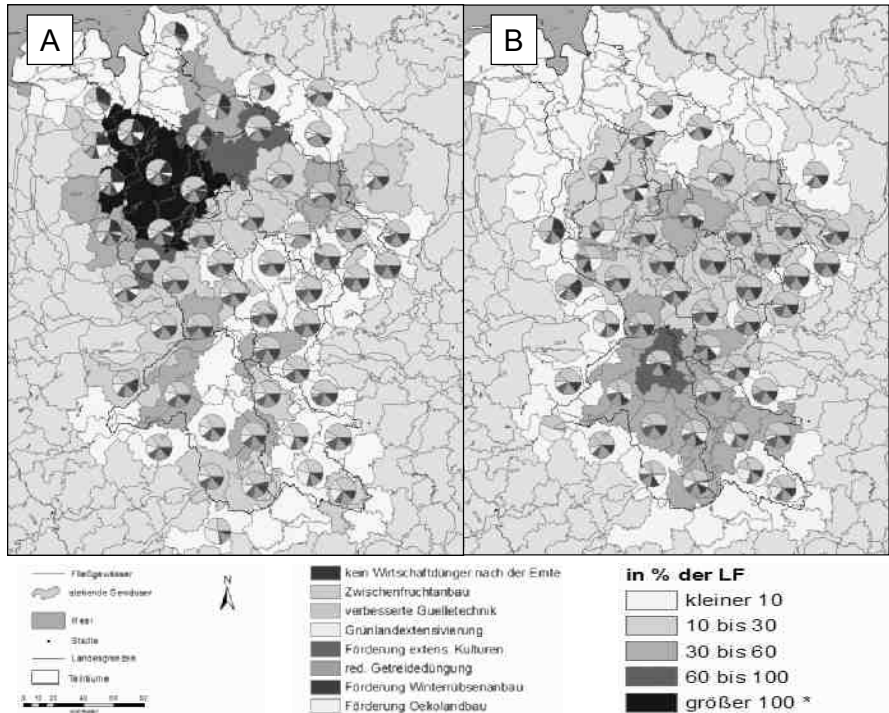 A
B
Fließgewässer
stehende Gewässer
N
Städte
Landesgrenzen
Teilräume
kein Wirtschaftdünger nach der Ernte
Zwischenfruchtanbau
verbesserte Guelletechnik
Grünlandextensivierung
Förderung extens. Kulturen
red. Getreidedüngung
Förderung Winterrübsenanbau
Förderung Oekolandbau
in % der LF
kleiner 10
10 bis 30
30 bis 60
60 bis 100
größer 100 *